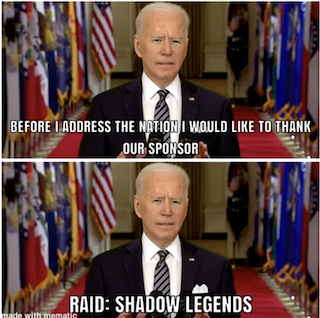 BEFORE I ADDRESS THE NATION I WOULD LIKE TO THANK
OUR SPONSOR
RAID: SHADOW LEGENDS
made with mematic